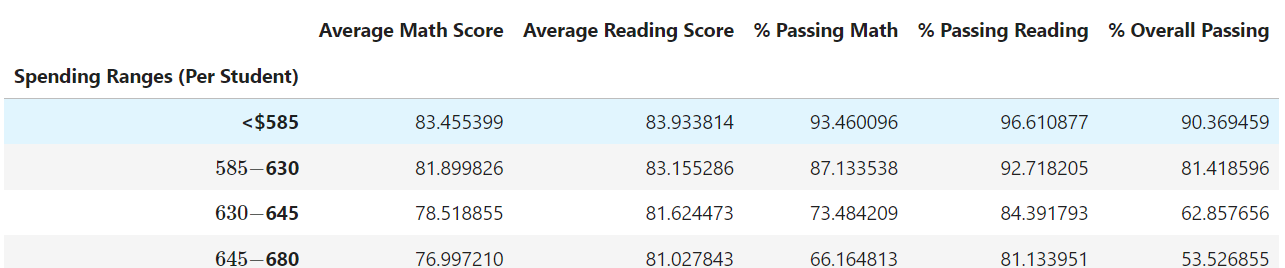 Average Math Score Average Reading Score % Passing Math % Passing Reading % Overall Passing
Spending Ranges (Per Student)
<$585 83.455399 83.933814 93.460096 96.610877 90.369459
585−630 81.899826 83.155286 87.133538 92.718205 81.418596
630−645 78.518855 81.624473 73.484209 84.391793 62.857656
645−680 76.997210 81.027843 66.164813 81.133951 53.526855